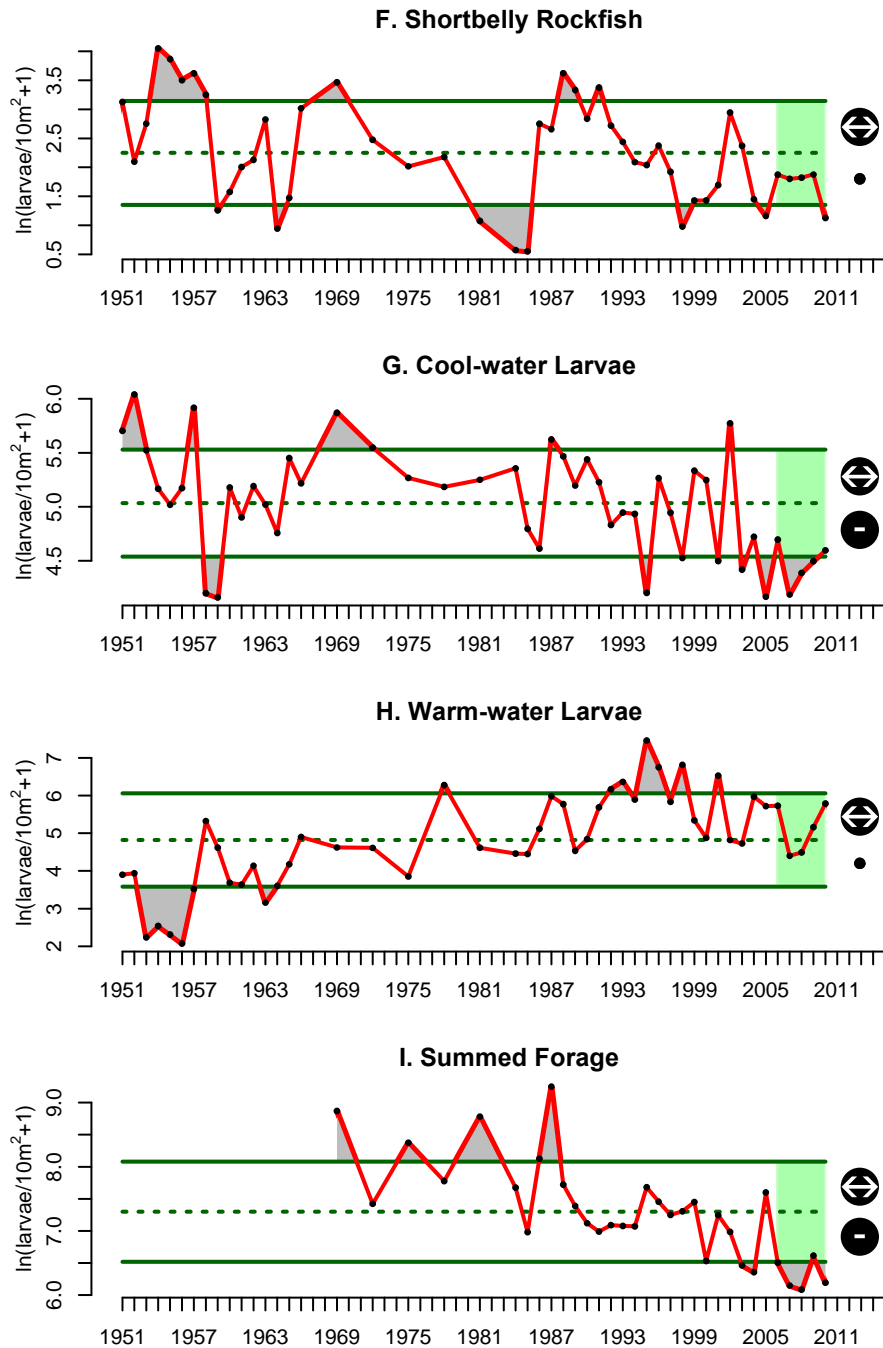 F. Shortbelly Rockfish
ln(larvae/10m²+1)
0.5 1.5 2.5 3.5
1951 1957 1963 1969 1975 1981 1987 1993 1999 2005 2011
G. Cool-water Larvae
ln(larvae/10m²+1)
4.5 5.0 5.5 6.0
-
1951 1957 1963 1969 1975 1981 1987 1993 1999 2005 2011
H. Warm-water Larvae
ln(larvae/10m²+1)
2 3 4 5 6 7
1951 1957 1963 1969 1975 1981 1987 1993 1999 2005 2011
I. Summed Forage
ln(larvae/10m²+1)
6.0 7.0 8.0 9.0
-
1951 1957 1963 1969 1975 1981 1987 1993 1999 2005 2011